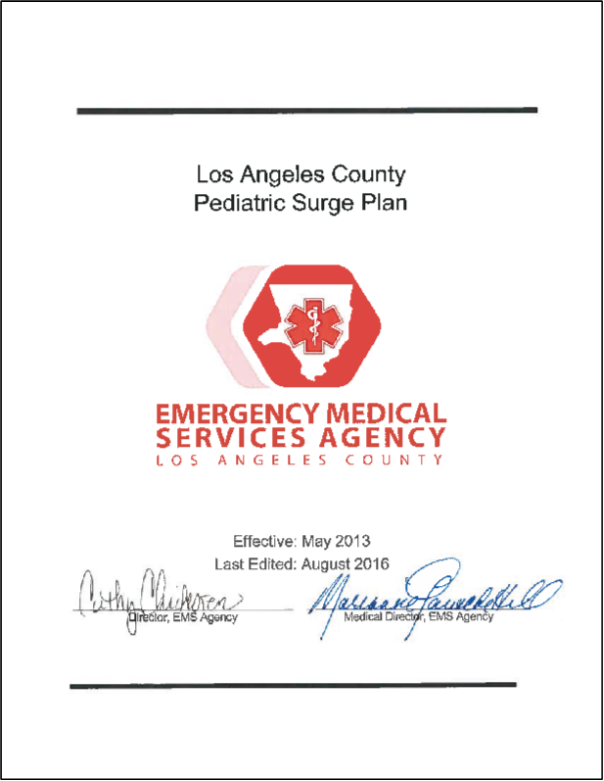 Los Angeles County
Pediatric Surge Plan
EMERGENCY MEDICAL
SERVICES AGENCY
LOS ANGELES COUNTY
Effective: May 2013
Last Edited: August 2016
Cathy Chidester
Marianne Gausche-Hill
Director, EMS Agency
Medical Director, EMS Agency